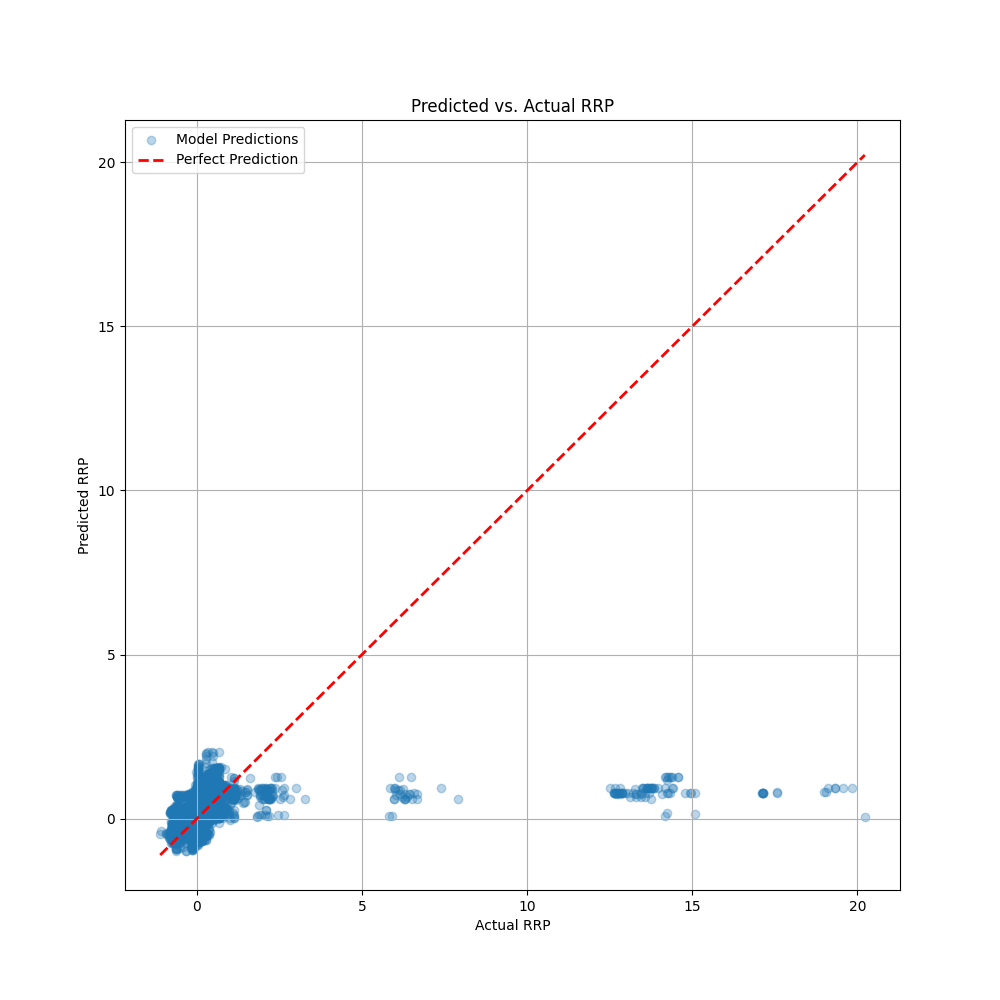 Predicted vs. Actual RRP
Model Predictions
Perfect Prediction
20
15
10
5
0
Predicted RRP
0 5 10 15 20
Actual RRP